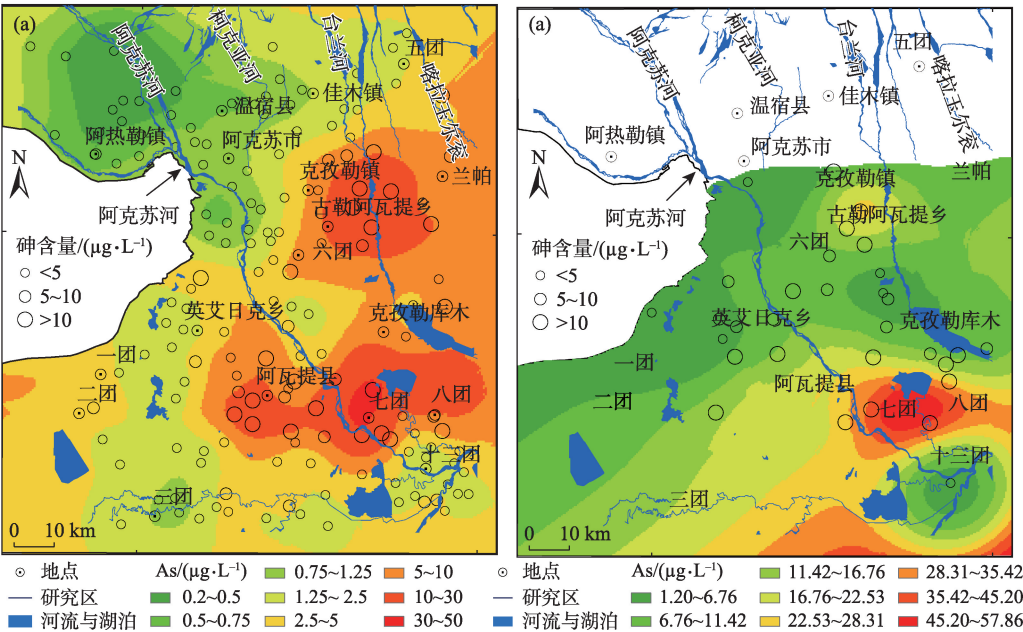 (a)
阿克苏河
柯克亚河
台兰河
五团
喀拉玉尔衮
佳木镇
温宿县
阿热勒镇
阿克苏市
N
克孜勒镇
兰帕
阿克苏河
古勒阿瓦提乡
砷含量/(μg·L⁻¹)
<5
5~10
>10
六团
英艾日克乡
克孜勒库木
一团
阿瓦提县
二团
七团
八团
十三团
三团
0 10 km
地点
研究区
河流与湖泊
As/(μg·L⁻¹)
0.2~0.5
0.5~0.75
0.75~1.25
1.25~2.5
2.5~5
5~10
10~30
30~50
(a)
阿克苏河
柯克亚河
台兰河
五团
喀拉玉尔衮
佳木镇
温宿县
阿热勒镇
阿克苏市
N
克孜勒镇
兰帕
阿克苏河
古勒阿瓦提乡
砷含量/(μg·L⁻¹)
<5
5~10
>10
六团
英艾日克乡
克孜勒库木
一团
阿瓦提县
二团
七团
八团
十三团
三团
0 10 km
地点
研究区
河流与湖泊
As/(μg·L⁻¹)
1.20~6.76
6.76~11.42
11.42~16.76
16.76~22.53
22.53~28.31
28.31~35.42
35.42~45.20
45.20~57.86